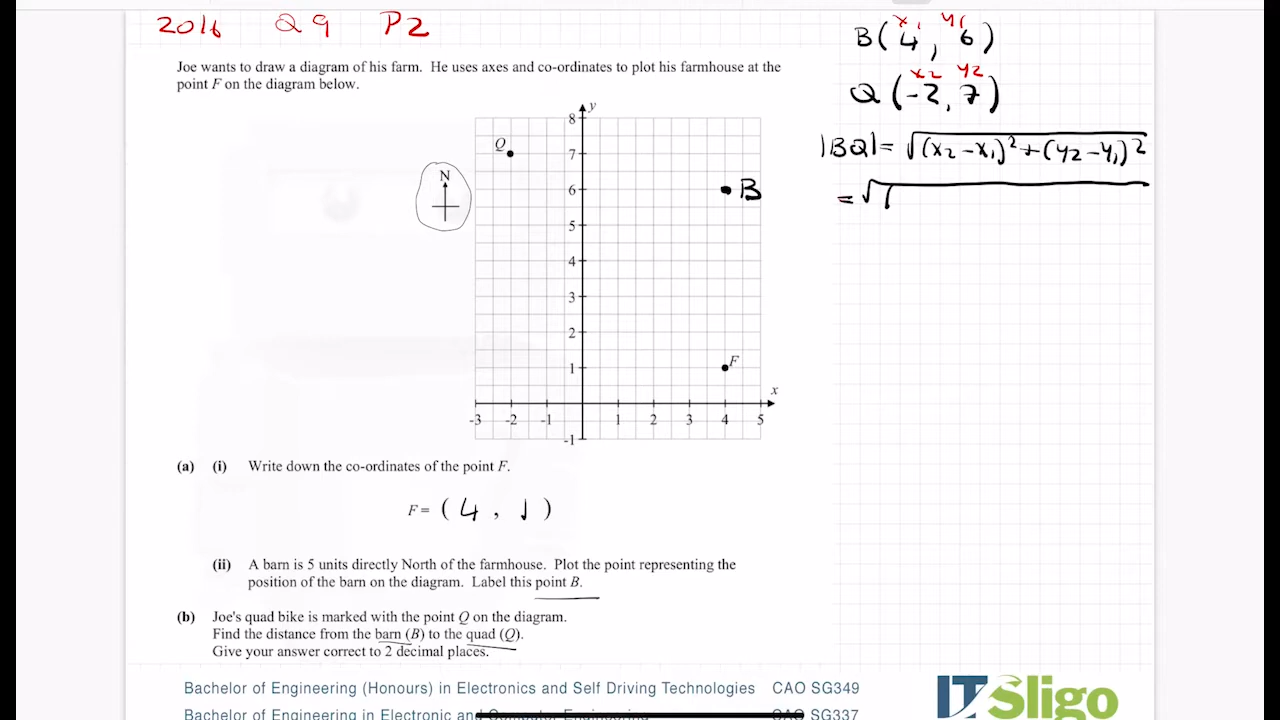 2016 Q9 P2
Joe wants to draw a diagram of his farm. He uses axes and co-ordinates to plot his farmhouse at the
point F on the diagram below.
y
8
Q
7
N
6
B
5
4
3
2
1
F
x
-3 -2 -1 1 2 3 4 5
-1
(a) (i) Write down the co-ordinates of the point F.
F = (4, 1)
(ii) A barn is 5 units directly North of the farmhouse. Plot the point representing the
position of the barn on the diagram. Label this point B.
(b) Joe's quad bike is marked with the point Q on the diagram.
Find the distance from the barn (B) to the quad (Q).
Give your answer correct to 2 decimal places.
x1 y1
B(4, 6)
x2 y2
Q(-2, 7)
|BQ| = √(x2 - x1)² + (y2 - y1)²
= √(
Bachelor of Engineering (Honours) in Electronics and Self Driving Technologies CAO SG349
Bachelor of Engineering in Electronic and Computer Engineering CAO SG337
IT Sligo